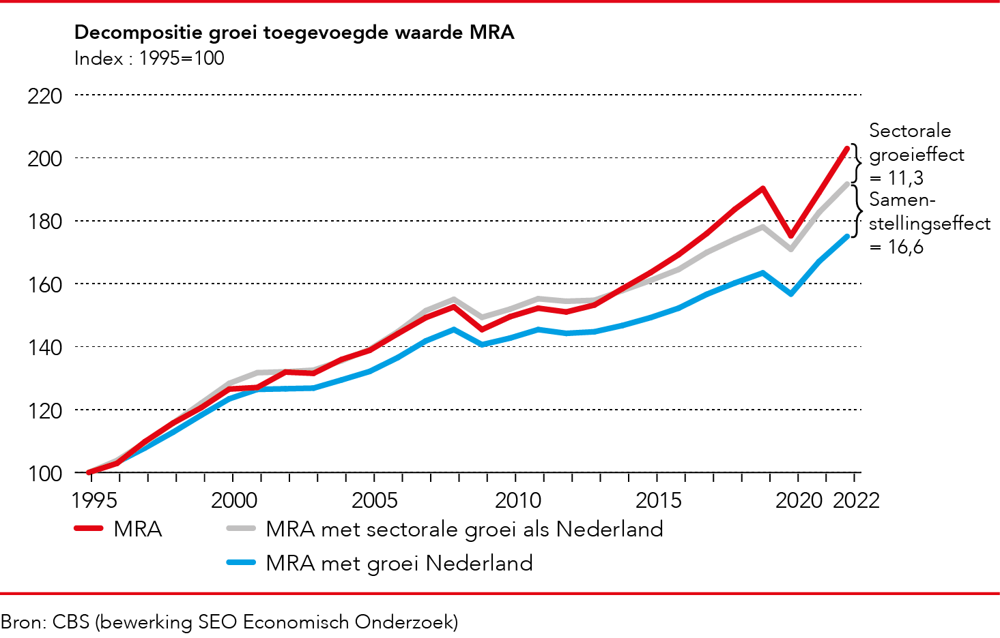 Decompositie groei toegevoegde waarde MRA
Index : 1995=100
220
200
180
160
140
120
100
Sectorale
groeieffect
= 11,3
Samen-
stellingseffect
= 16,6
1995 2000 2005 2010 2015 2020 2022
MRA
MRA met sectorale groei als Nederland
MRA met groei Nederland
Bron: CBS (bewerking SEO Economisch Onderzoek)